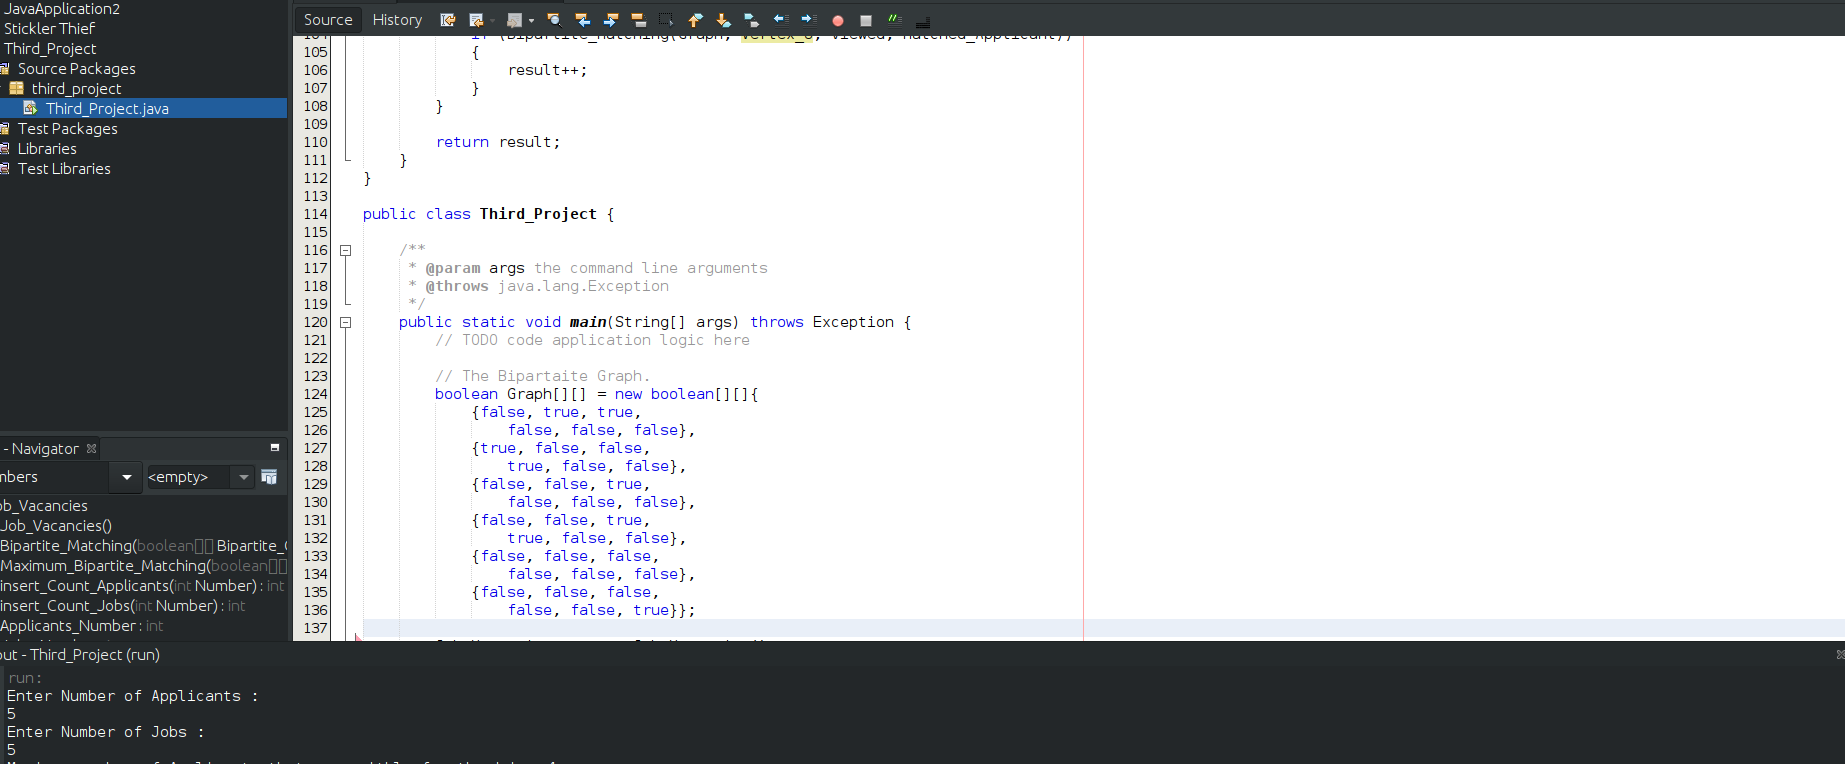 JavaApplication2
Stickler Thief
Third_Project
Source Packages
third_project
Third_Project.java
Test Packages
Libraries
Test Libraries
Source History
105 {
106 result++;
107 }
108 }
109
110 return result;
111 }
112 }
113
114 public class Third_Project {
115
116 /**
117 * @param args the command line arguments
118 * @throws java.lang.Exception
119 */
120 public static void main(String[] args) throws Exception {
121 // TODO code application logic here
122
123 // The Bipartaite Graph.
124 boolean Graph[][] = new boolean[][]{
125 {false, true, true,
126 false, false, false},
127 {true, false, false,
128 true, false, false},
129 {false, false, true,
130 false, false, false},
131 {false, false, true,
132 true, false, false},
133 {false, false, false,
134 false, false, false},
135 {false, false, false,
136 false, false, true}};
137
- Navigator
mbers <empty>
ob_Vacancies
Job_Vacancies()
Bipartite_Matching(boolean[][] Bipartite_
Maximum_Bipartite_Matching(boolean[][]
insert_Count_Applicants(int Number) : int
insert_Count_Jobs(int Number) : int
Applicants_Number : int
out - Third_Project (run)
run:
Enter Number of Applicants :
5
Enter Number of Jobs :
5